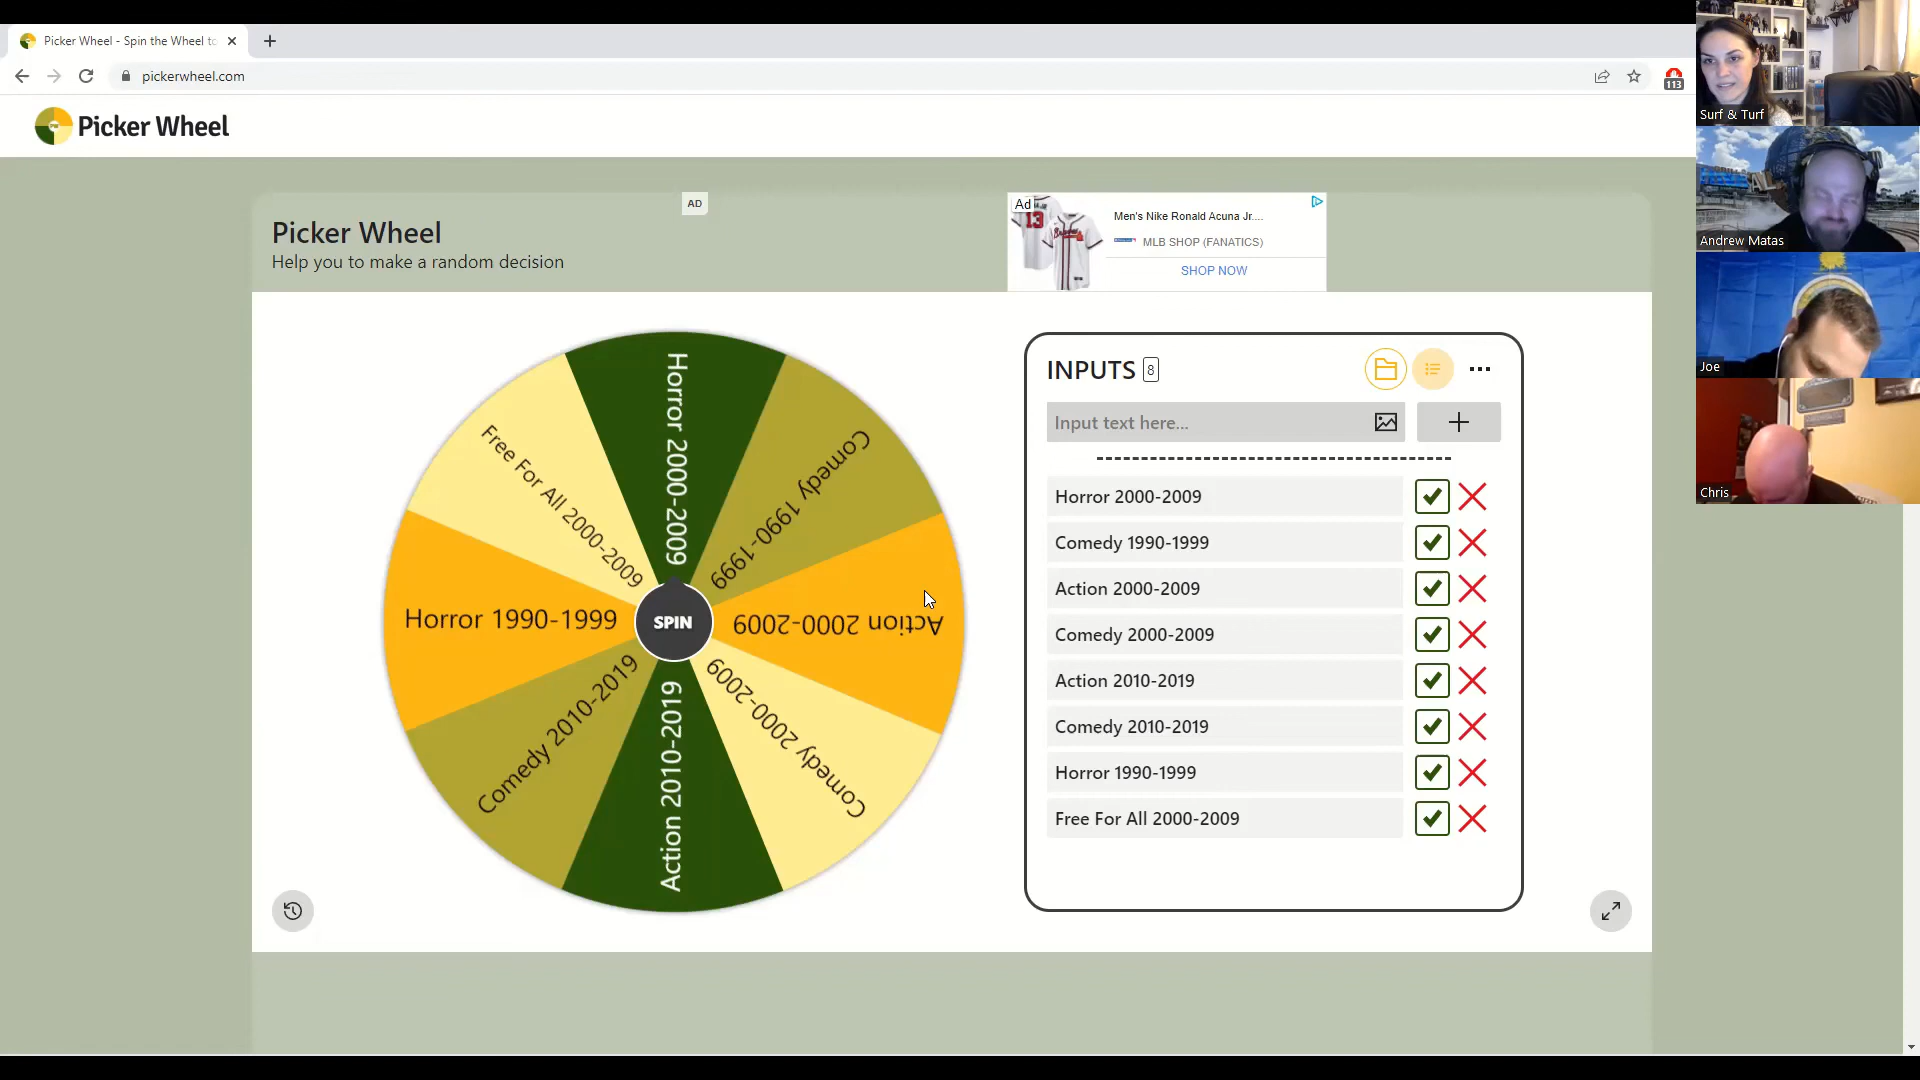 Picker Wheel - Spin the Wheel to
pickerwheel.com
113
Picker Wheel
AD
Picker Wheel
Help you to make a random decision
Ad
13
Braves
Men's Nike Ronald Acuna Jr....
MLB SHOP (FANATICS)
SHOP NOW
Horror 2000-2009
Comedy 1990-1999
Action 2000-2009
Comedy 2000-2009
Action 2010-2019
Comedy 2010-2019
Horror 1990-1999
Free For All 2000-2009
SPIN
INPUTS 8
Input text here...
Horror 2000-2009
Comedy 1990-1999
Action 2000-2009
Comedy 2000-2009
Action 2010-2019
Comedy 2010-2019
Horror 1990-1999
Free For All 2000-2009
Surf & Turf
Andrew Matas
Joe
Chris